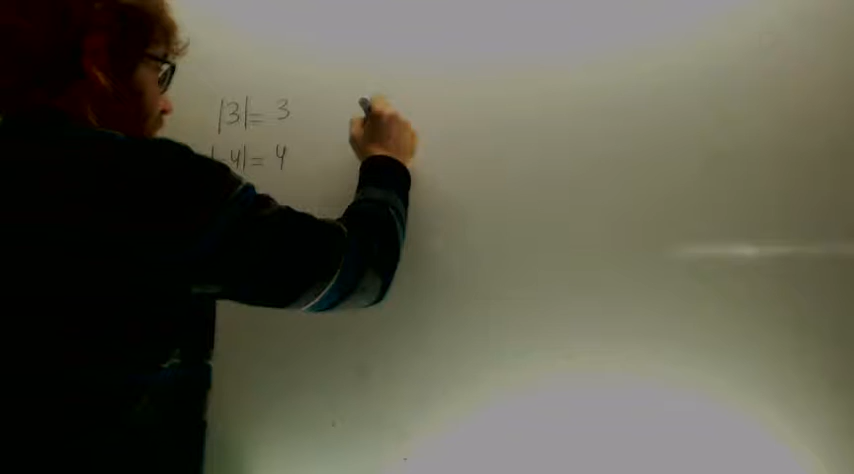 |3| = 3
|-4| = 4